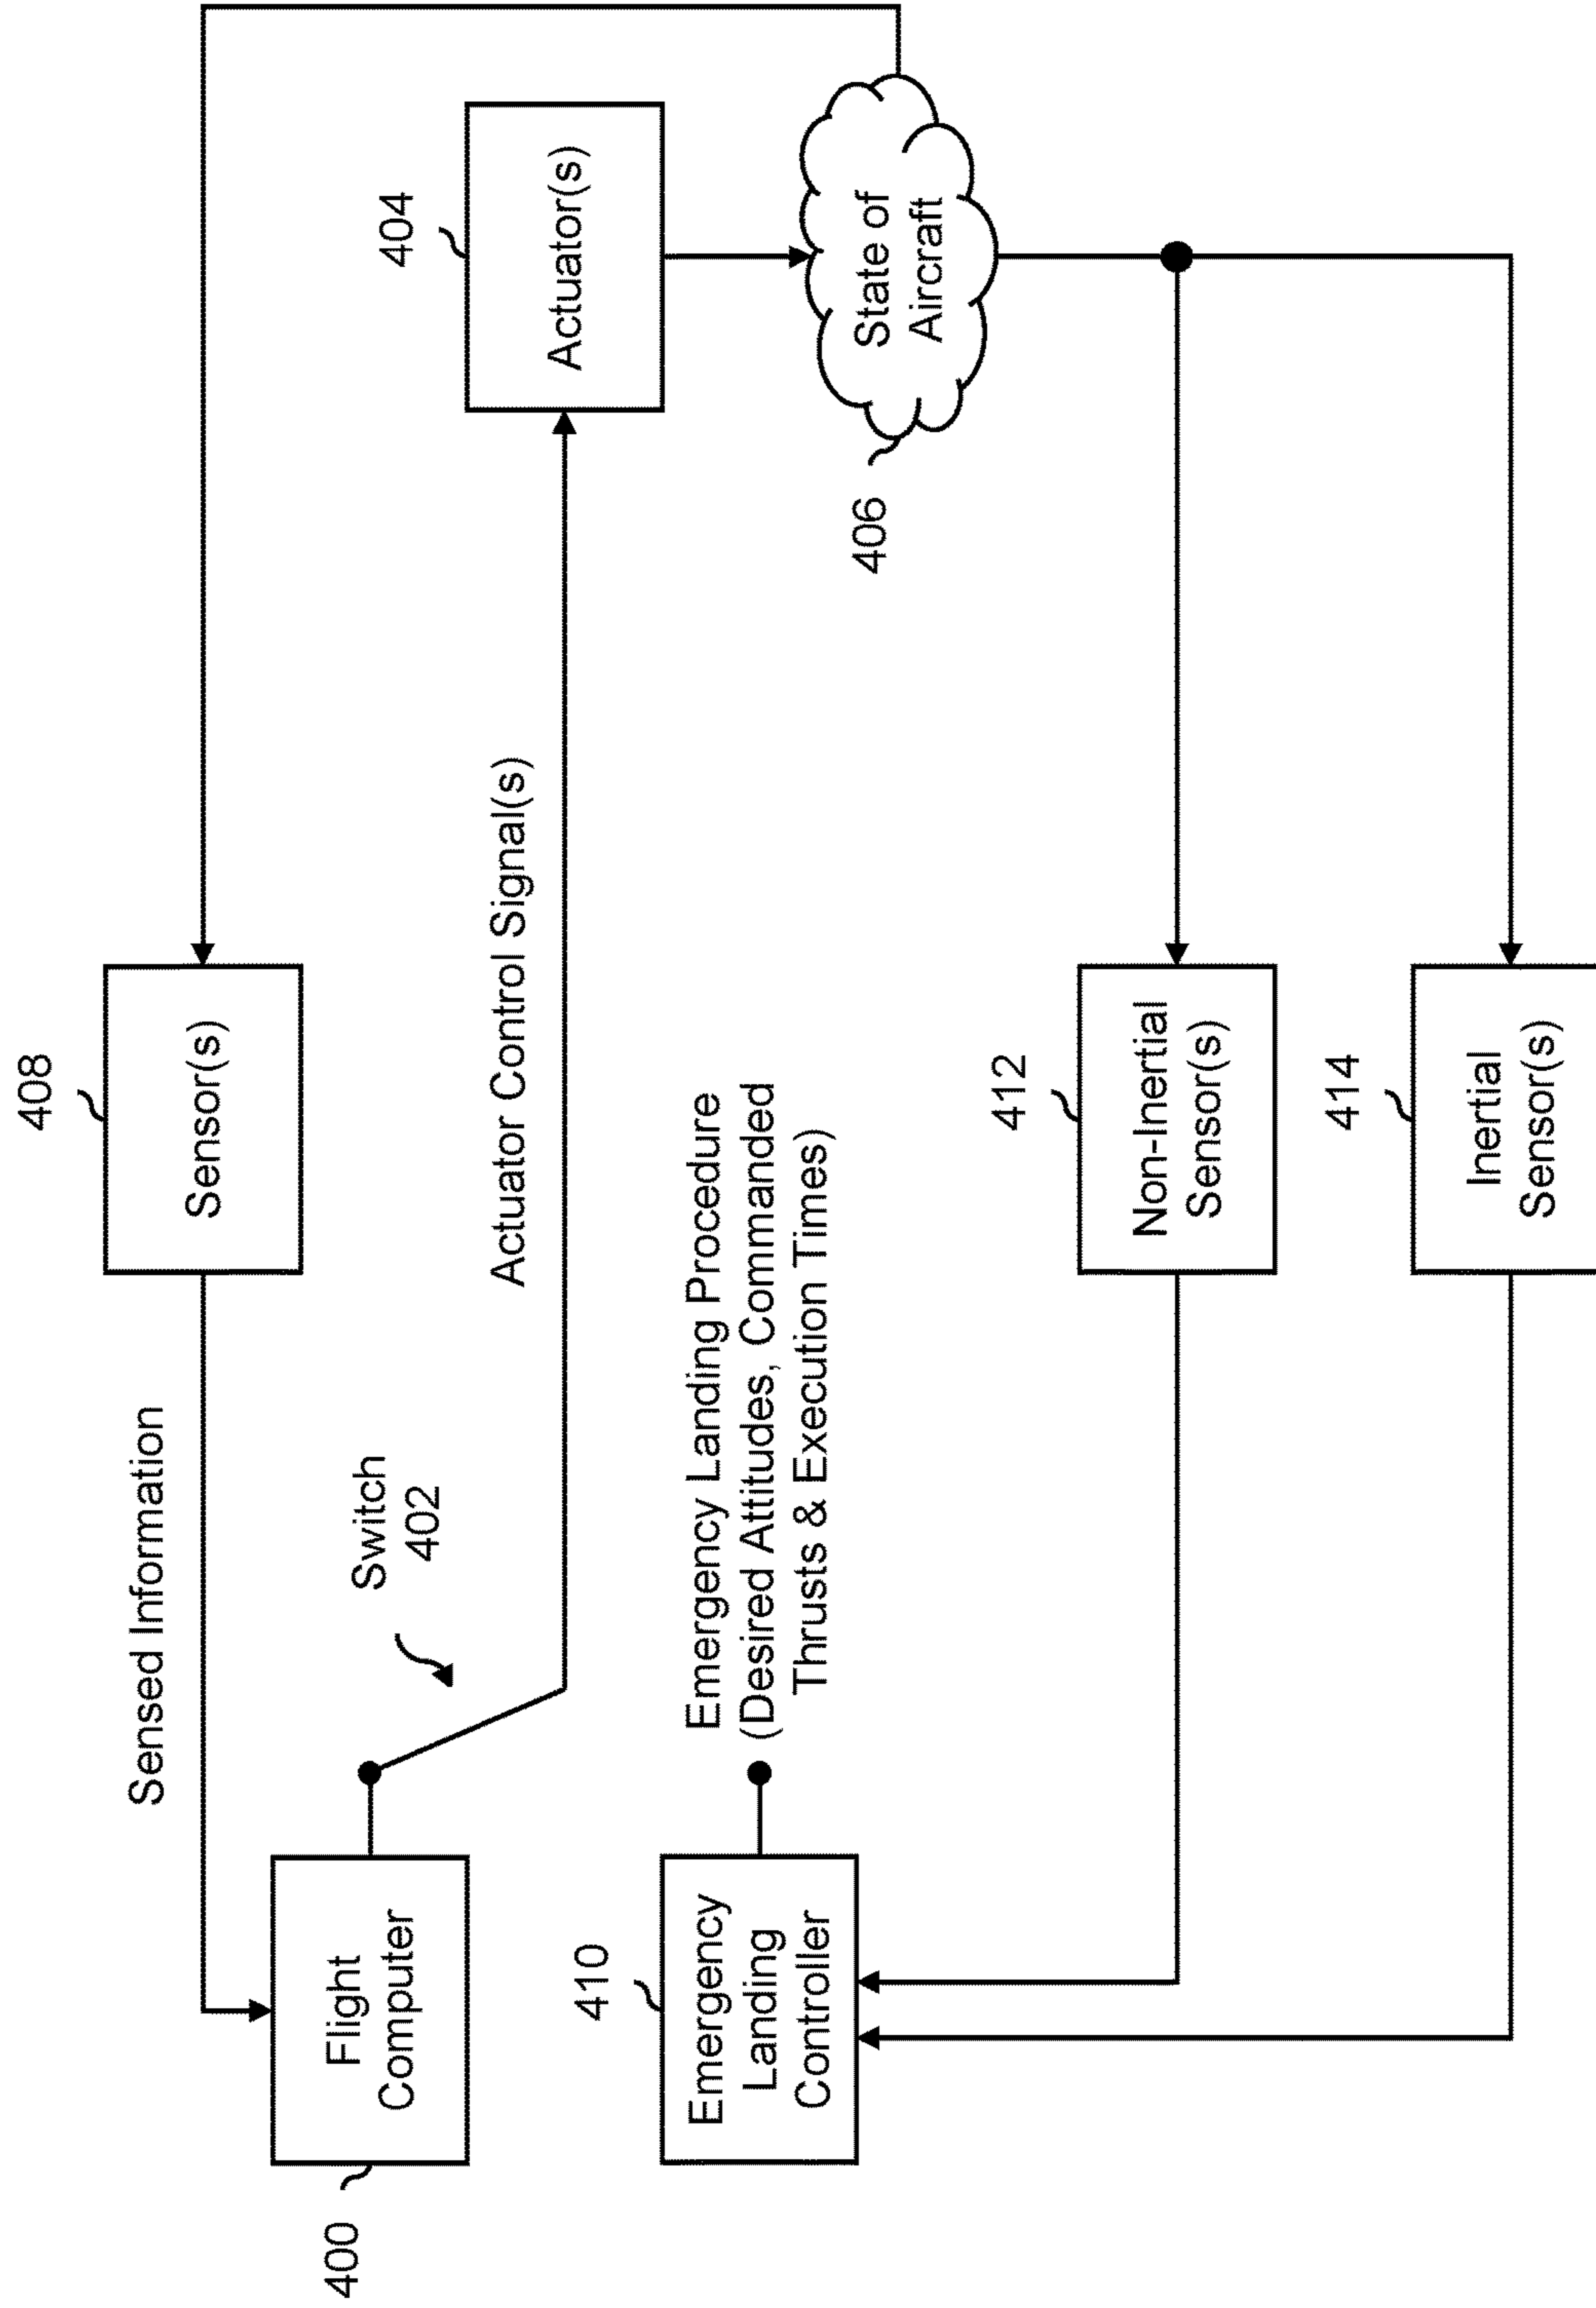 408
Sensor(s)
Sensed Information
Switch
402
404
Actuator(s)
Actuator Control Signal(s)
400
Flight
Computer
410
Emergency
Landing
Controller
Emergency Landing Procedure
(Desired Attitudes, Commanded
Thrusts & Execution Times)
406
State of
Aircraft
412
Non-Inertial
Sensor(s)
414
Inertial
Sensor(s)